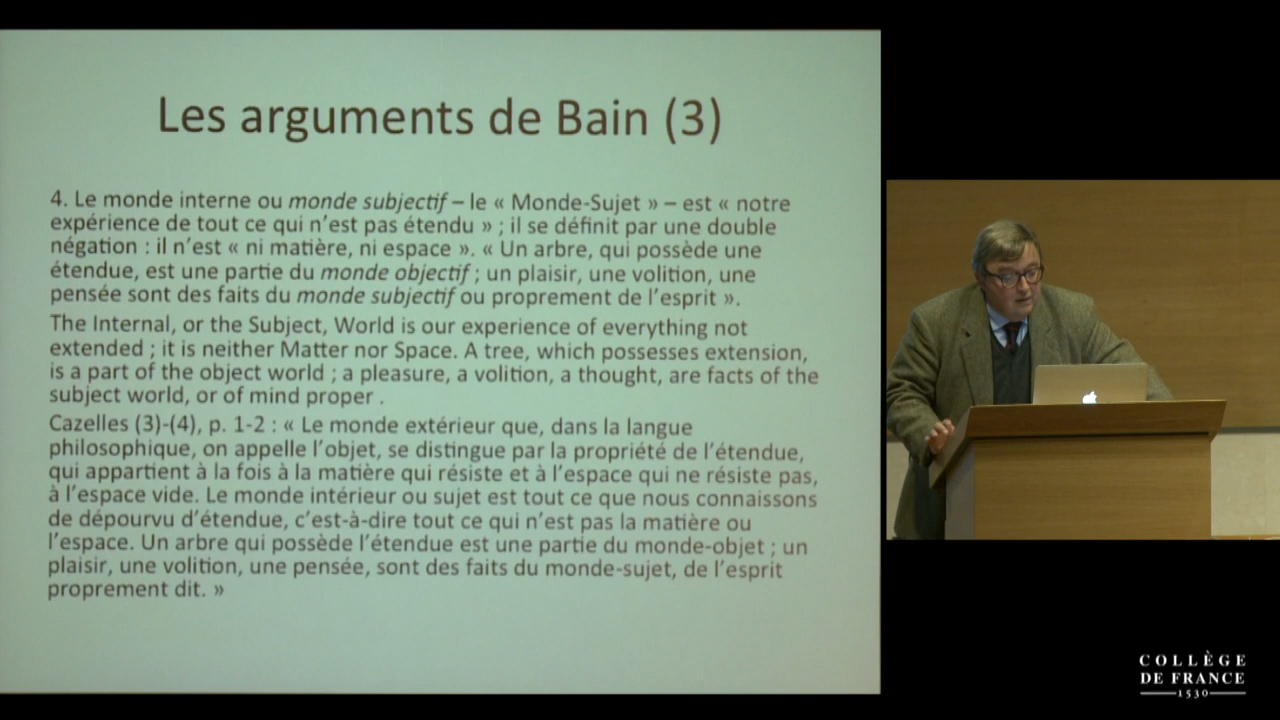 Les arguments de Bain (3)
4. Le monde interne ou monde subjectif – le « Monde-Sujet » – est « notre
expérience de tout ce qui n’est pas étendu » ; il se définit par une double
négation : il n’est « ni matière, ni espace ». « Un arbre, qui possède une
étendue, est une partie du monde objectif ; un plaisir, une volition, une
pensée sont des faits du monde subjectif ou proprement de l’esprit ».
The Internal, or the Subject, World is our experience of everything not
extended ; it is neither Matter nor Space. A tree, which possesses extension,
is a part of the object world ; a pleasure, a volition, a thought, are facts of the
subject world, or of mind proper .
Cazelles (3)-(4), p. 1-2 : « Le monde extérieur que, dans la langue
philosophique, on appelle l’objet, se distingue par la propriété de l’étendue,
qui appartient à la fois à la matière qui résiste et à l’espace qui ne résiste pas,
à l’espace vide. Le monde intérieur ou sujet est tout ce que nous connaissons
de dépourvu d’étendue, c’est-à-dire tout ce qui n’est pas la matière ou
l’espace. Un arbre qui possède l’étendue est une partie du monde-objet ; un
plaisir, une volition, une pensée, sont des faits du monde-sujet, de l’esprit
proprement dit. »
COLLÈGE
DE FRANCE
1530